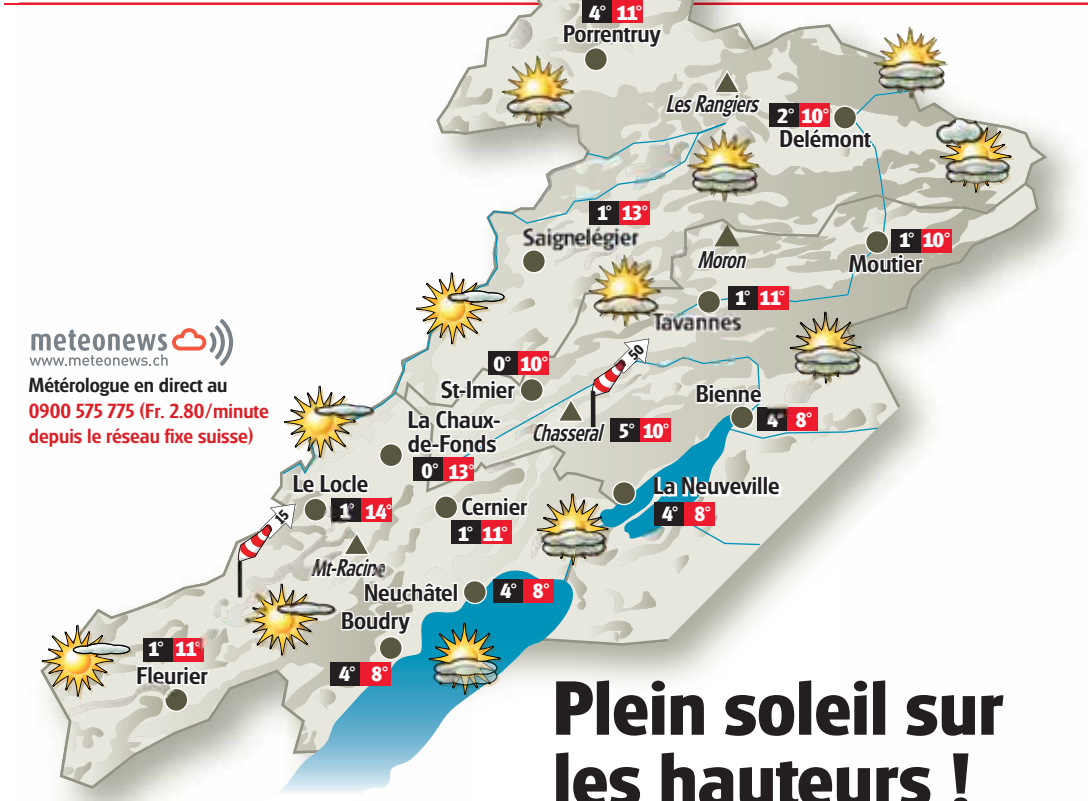 4° 11°
Porrentruy
Les Rangiers
2° 10°
Delémont
1° 13°
Saignelégier
Moron
1° 10°
Moutier
1° 11°
Tavannes
meteonews
www.meteonews.ch
Météorologue en direct au
0900 575 775 (Fr. 2.80/minute
depuis le réseau fixe suisse)
50
0° 10°
St-Imier
Bienne
4° 8°
La Chaux-
de-Fonds
0° 13°
Chasseral 5° 10°
Le Locle
1° 14°
La Neuveville
4° 8°
Cernier
1° 11°
15
Mt-Racine
Neuchâtel 4° 8°
Boudry
4° 8°
1° 11°
Fleurier
Plein soleil sur
les hauteurs !